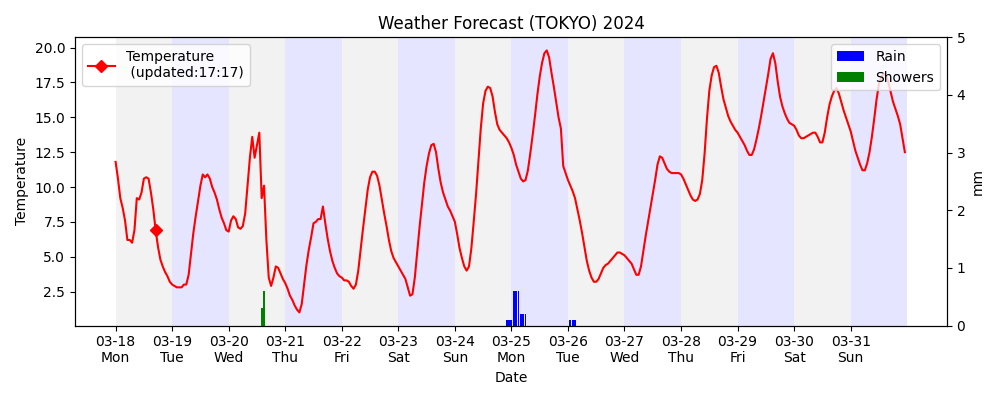 Weather Forecast (TOKYO) 2024
Temperature
(updated:17:17)
Rain
Showers
20.0
17.5
15.0
12.5
10.0
7.5
5.0
2.5
Temperature
5
4
3
2
1
0
mm
03-18 03-19 03-20 03-21 03-22 03-23 03-24 03-25 03-26 03-27 03-28 03-29 03-30 03-31
Mon Tue Wed Thu Fri Sat Sun Mon Tue Wed Thu Fri Sat Sun
Date